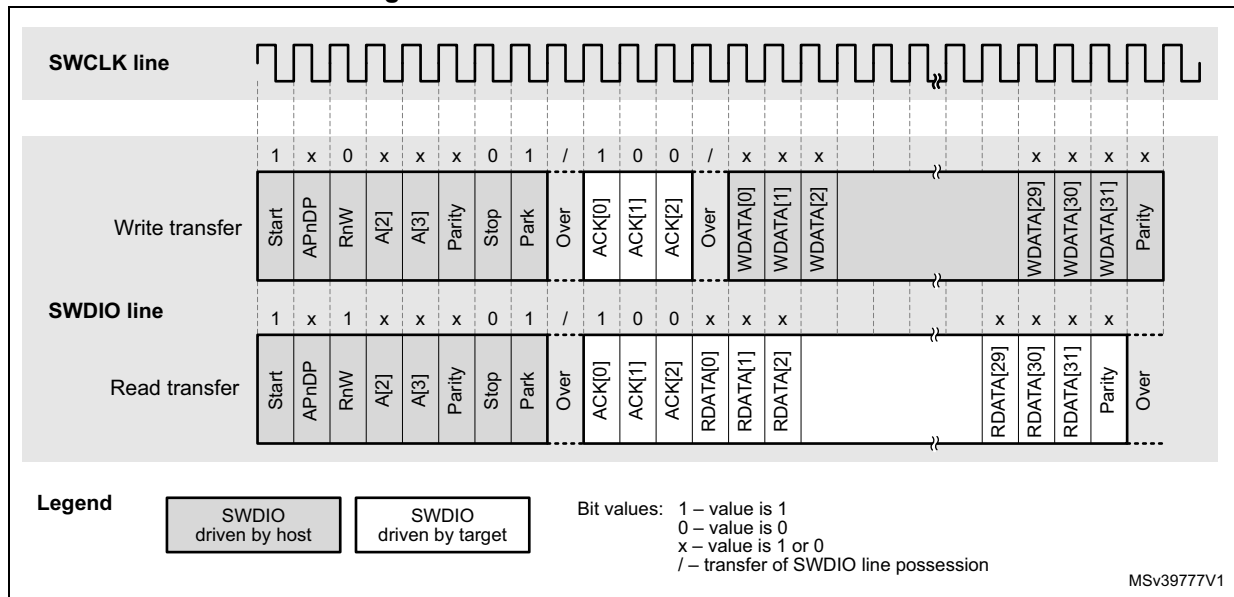 SWCLK line
1 x 0 x x x 0 1 / 1 0 0 / x x x x x x x
Write transfer
Start APnDP RnW A[2] A[3] Parity Stop Park Over ACK[0] ACK[1] ACK[2] Over WDATA[0] WDATA[1] WDATA[2] WDATA[29] WDATA[30] WDATA[31] Parity
SWDIO line
1 x 1 x x x 0 1 / 1 0 0 x x x x x x x
Read transfer
Start APnDP RnW A[2] A[3] Parity Stop Park Over ACK[0] ACK[1] ACK[2] RDATA[0] RDATA[1] RDATA[2] RDATA[29] RDATA[30] RDATA[31] Parity Over
Legend
SWDIO
driven by host
SWDIO
driven by target
Bit values: 1 – value is 1
0 – value is 0
x – value is 1 or 0
/ – transfer of SWDIO line possession
MSv39777V1